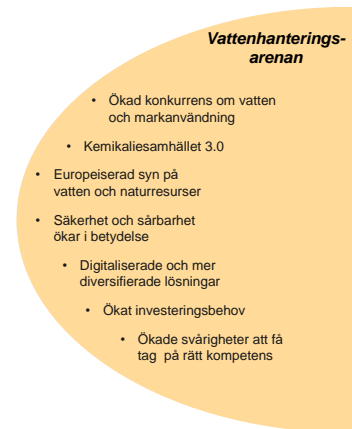 Vattenhanterings-
arenan
• Ökad konkurrens om vatten
och markanvändning
• Kemikaliesamhället 3.0
• Europeiserad syn på
vatten och naturresurser
• Säkerhet och sårbarhet
ökar i betydelse
• Digitaliserade och mer
diversifierade lösningar
• Ökat investeringsbehov
• Ökade svårigheter att få
tag på rätt kompetens